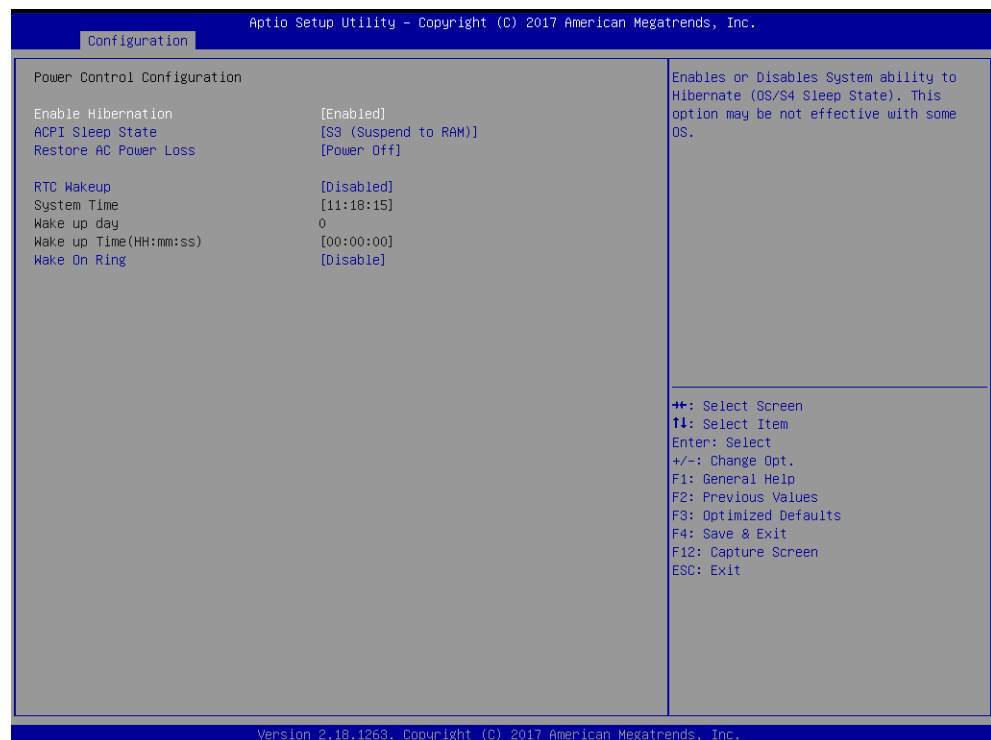 Aptio Setup Utility – Copyright (C) 2017 American Megatrends, Inc.
Configuration
Power Control Configuration
Enable Hibernation [Enabled]
ACPI Sleep State [S3 (Suspend to RAM)]
Restore AC Power Loss [Power Off]
RTC Wakeup [Disabled]
System Time [11:18:15]
Wake up day 0
Wake up Time(HH:mm:ss) [00:00:00]
Wake On Ring [Disable]
Enables or Disables System ability to
Hibernate (OS/S4 Sleep State). This
option may be not effective with some
OS.
→←: Select Screen
↑↓: Select Item
Enter: Select
+/-: Change Opt.
F1: General Help
F2: Previous Values
F3: Optimized Defaults
F4: Save & Exit
F12: Capture Screen
ESC: Exit
Version 2.18.1263. Copyright (C) 2017 American Megatrends, Inc.